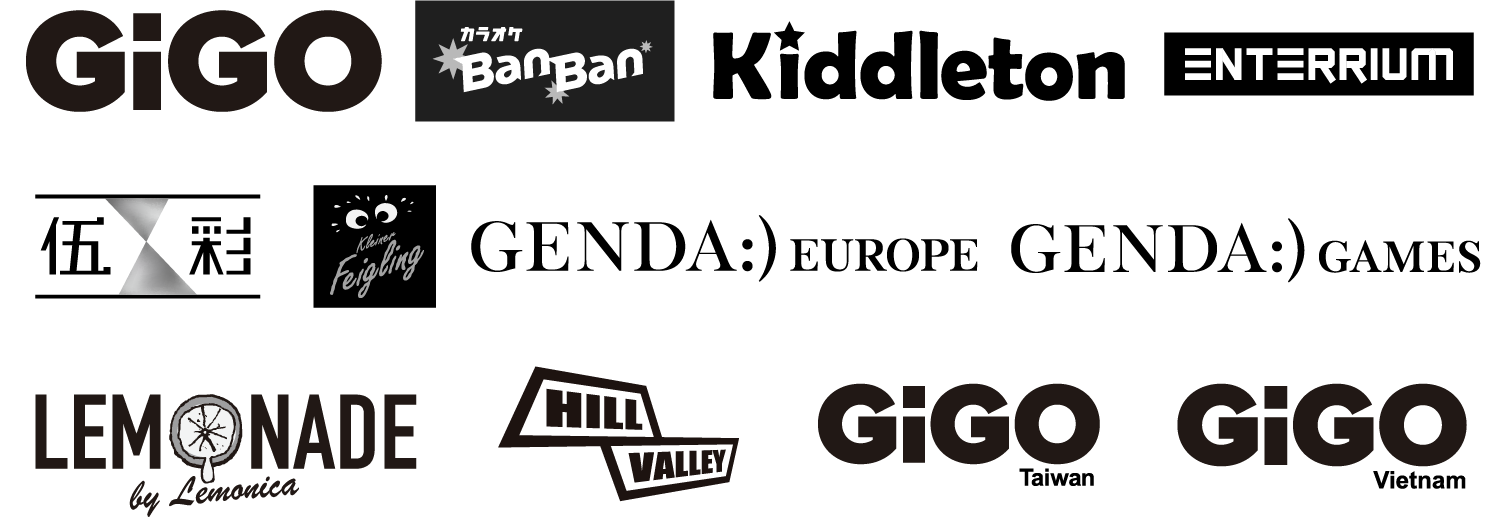 GiGO
カラオケ
BanBan
Kiddleton
ENTERRIUM
伍彩
Kleiner
Feigling
GENDA:) EUROPE
GENDA:) GAMES
LEMONADE
by Lemonica
HILL
VALLEY
GiGO
Taiwan
GiGO
Vietnam